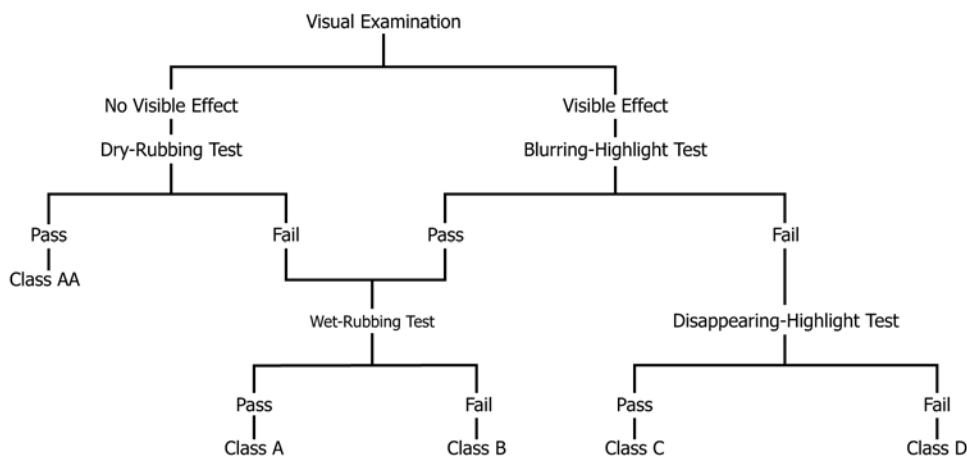 Visual Examination
No Visible Effect
Visible Effect
Dry-Rubbing Test
Blurring-Highlight Test
Pass
Fail
Pass
Fail
Class AA
Wet-Rubbing Test
Disappearing-Highlight Test
Pass
Fail
Pass
Fail
Class A
Class B
Class C
Class D